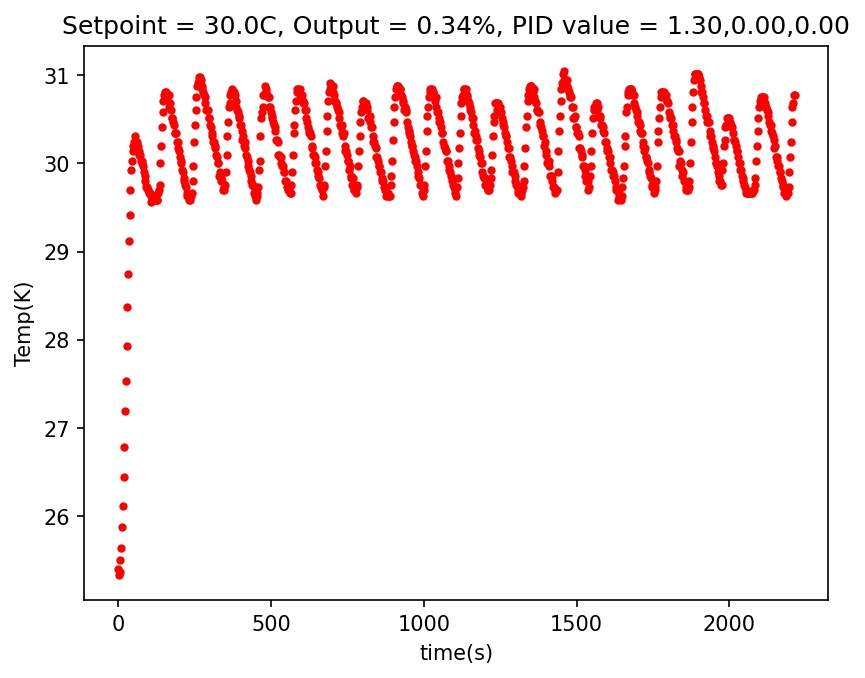 Setpoint = 30.0C, Output = 0.34%, PID value = 1.30,0.00,0.00
31
30
29
28
27
26
Temp(K)
0 500 1000 1500 2000
time(s)